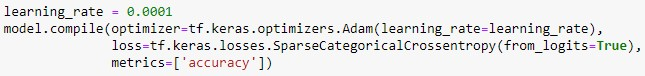 learning_rate = 0.0001
model.compile(optimizer=tf.keras.optimizers.Adam(learning_rate=learning_rate),
              loss=tf.keras.losses.SparseCategoricalCrossentropy(from_logits=True),
              metrics=['accuracy'])